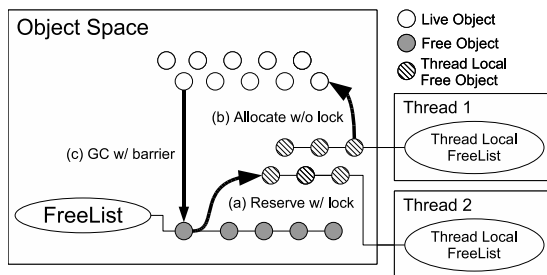 Object Space
Live Object
Free Object
Thread Local
Free Object
(b) Allocate w/o lock
Thread 1
Thread Local
FreeList
(c) GC w/ barrier
(a) Reserve w/ lock
FreeList
Thread 2
Thread Local
FreeList